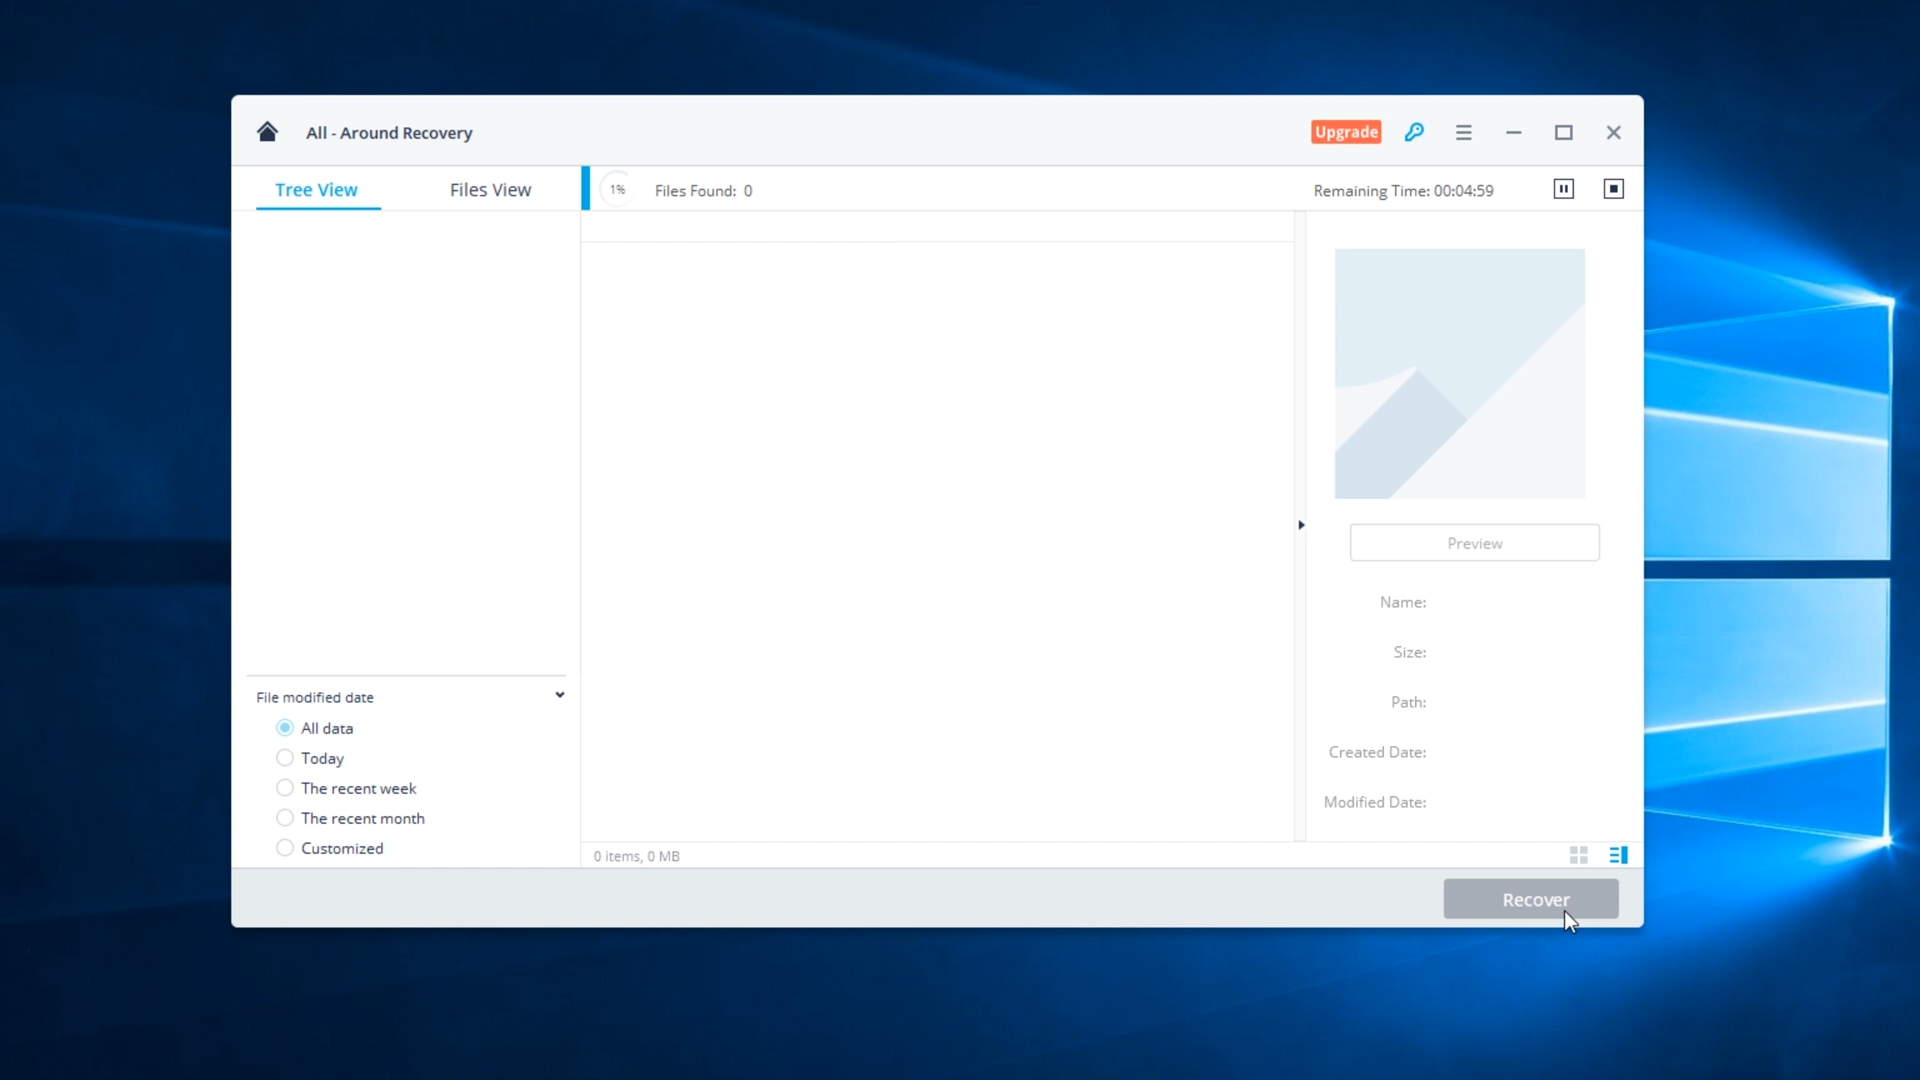 All - Around Recovery
Upgrade
Tree View
Files View
1%
Files Found: 0
Remaining Time: 00:04:59
Preview
Name:
Size:
Path:
Created Date:
Modified Date:
File modified date
All data
Today
The recent week
The recent month
Customized
0 items, 0 MB
Recover